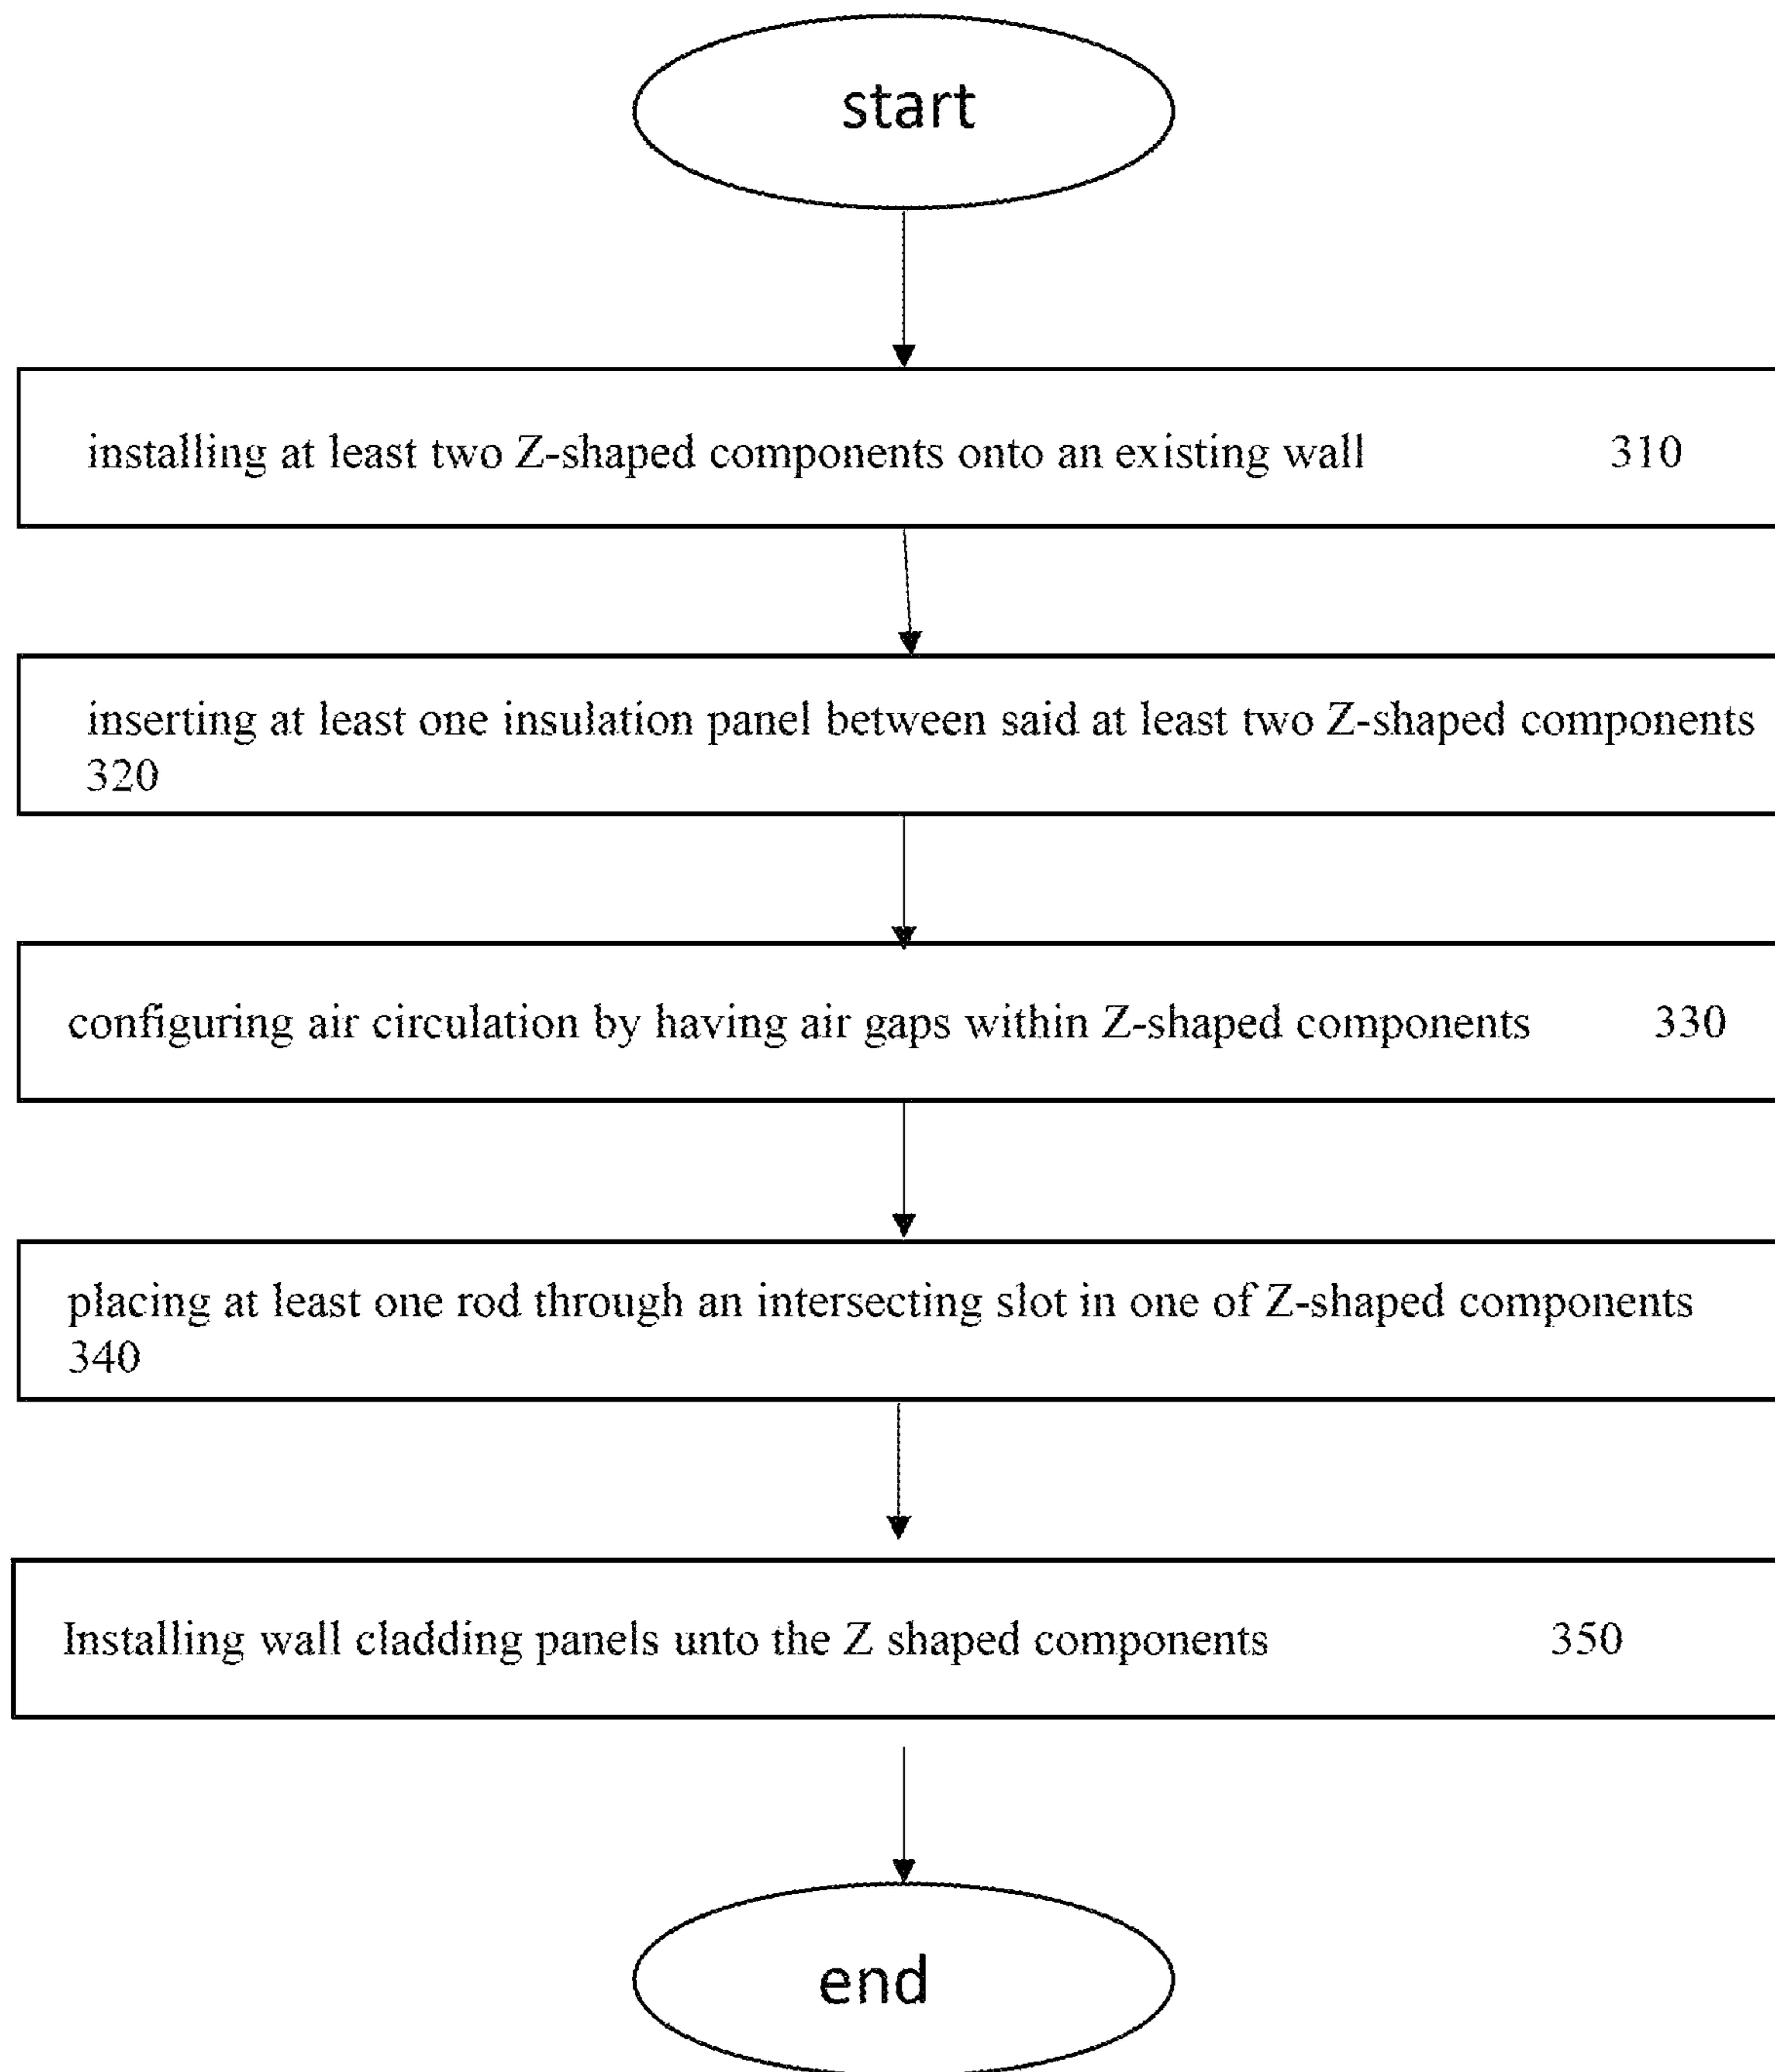 start
installing at least two Z-shaped components onto an existing wall 310
inserting at least one insulation panel between said at least two Z-shaped components
320
configuring air circulation by having air gaps within Z-shaped components 330
placing at least one rod through an intersecting slot in one of Z-shaped components
340
Installing wall cladding panels unto the Z shaped components 350
end